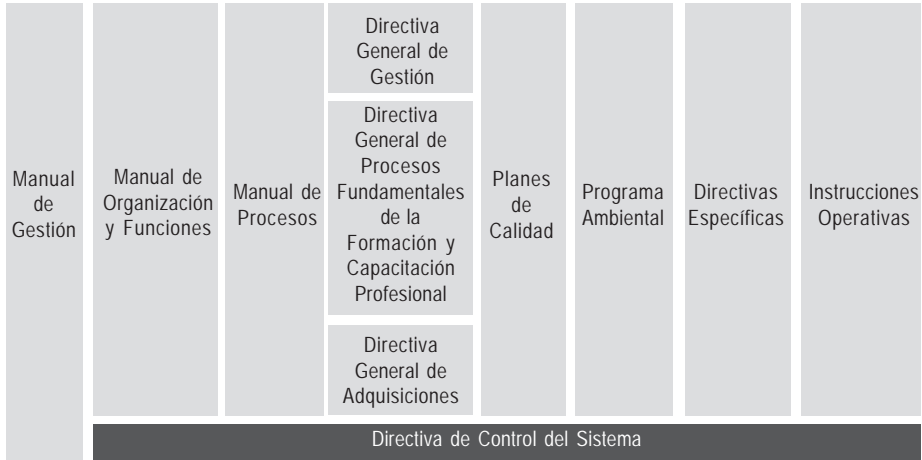 Manual
de
Gestión
Manual de
Organización
y Funciones
Manual de
Procesos
Directiva
General de
Gestión
Directiva
General de
Procesos
Fundamentales
de la
Formación y
Capacitación
Profesional
Directiva
General de
Adquisiciones
Planes
de
Calidad
Programa
Ambiental
Directivas
Específicas
Instrucciones
Operativas
Directiva de Control del Sistema